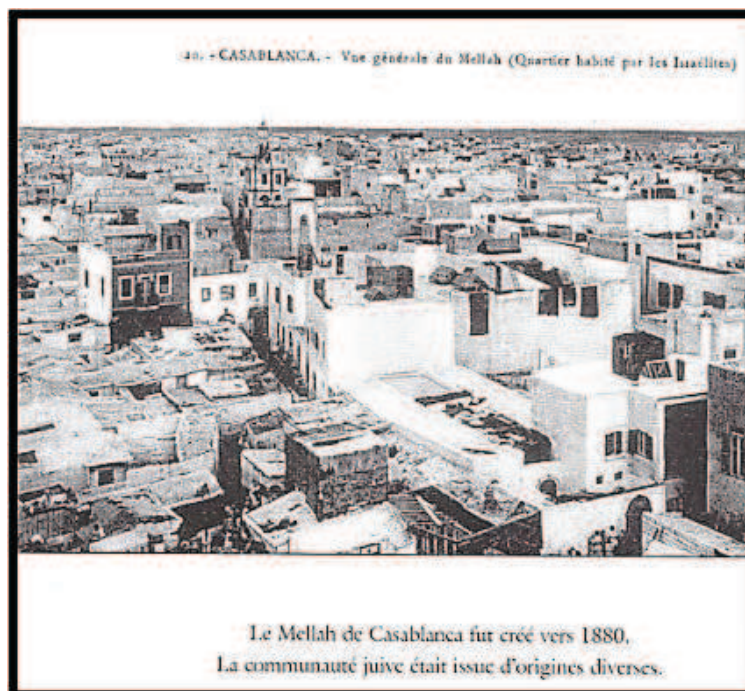 20. - CASABLANCA. - Vue générale du Mellah (Quartier habité par les Israélites)
Le Mellah de Casablanca fut créé vers 1880.
La communauté juive était issue d'origines diverses.